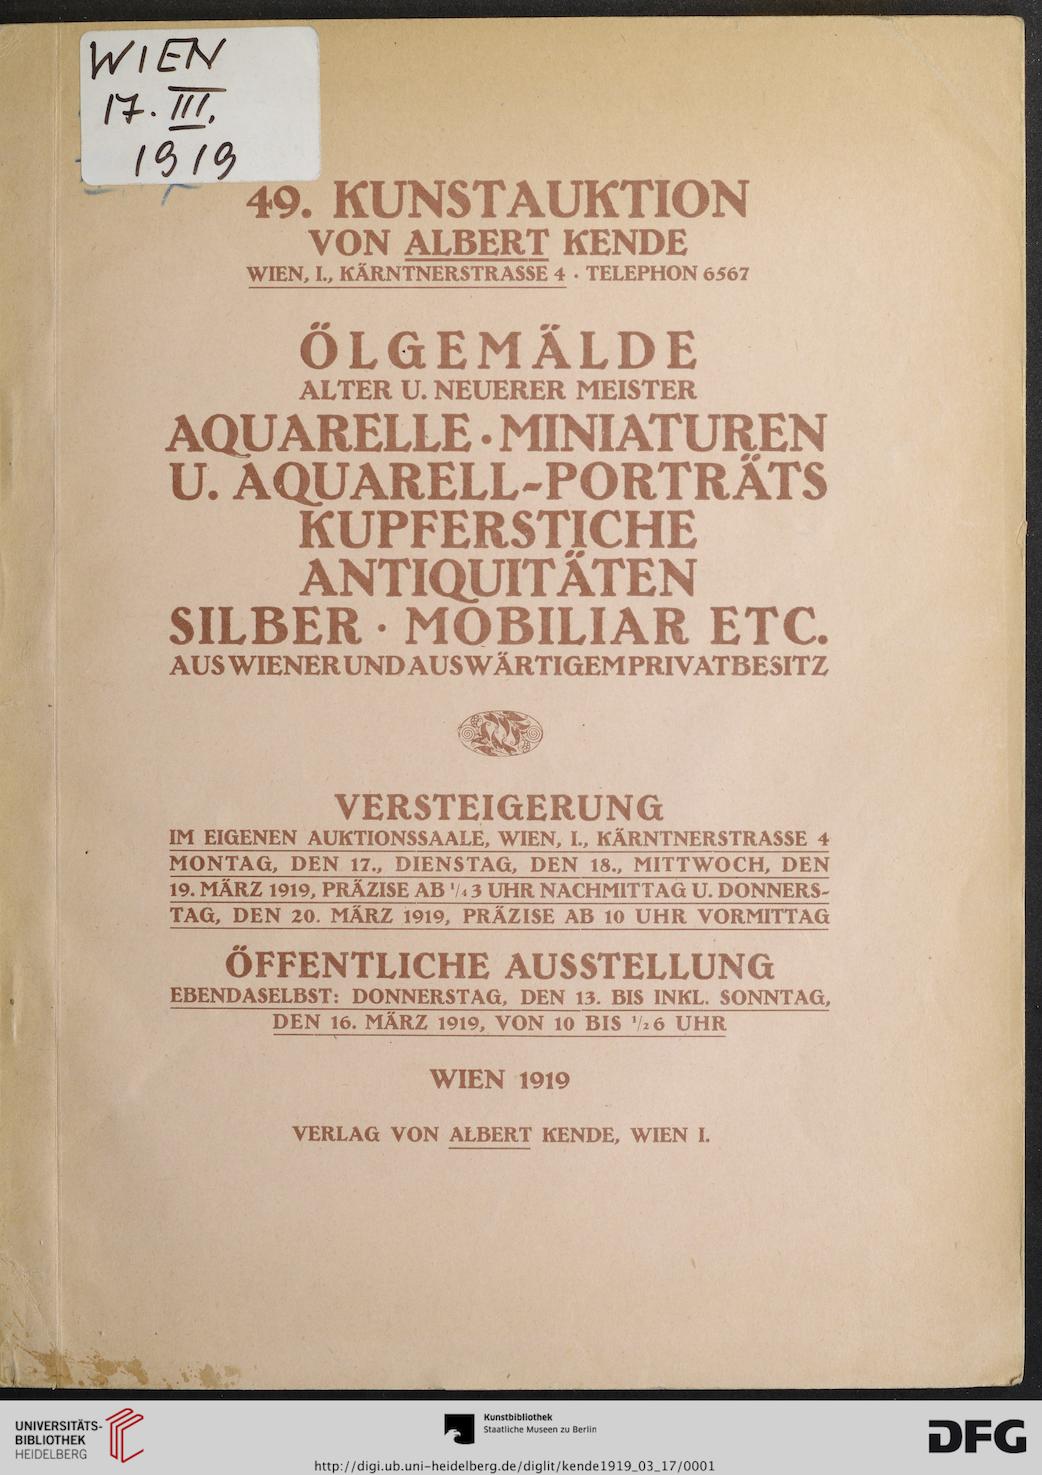 WIEN
17. III.
1919
49. KUNSTAUKTION
VON ALBERT KENDE
WIEN, I., KÄRNTNERSTRASSE 4 · TELEPHON 6567
ÖLGEMÄLDE
ALTER U. NEUERER MEISTER
AQUARELLE · MINIATUREN
U. AQUARELL-PORTRÄTS
KUPFERSTICHE
ANTIQUITÄTEN
SILBER · MOBILIAR ETC.
AUS WIENER UND AUSWÄRTIGEM PRIVATBESITZ
VERSTEIGERUNG
IM EIGENEN AUKTIONSSAALE, WIEN, I., KÄRNTNERSTRASSE 4
MONTAG, DEN 17., DIENSTAG, DEN 18., MITTWOCH, DEN
19. MÄRZ 1919, PRÄZISE AB 1/4 3 UHR NACHMITTAG U. DONNERS-
TAG, DEN 20. MÄRZ 1919, PRÄZISE AB 10 UHR VORMITTAG
ÖFFENTLICHE AUSSTELLUNG
EBENDASELBST: DONNERSTAG, DEN 13. BIS INKL. SONNTAG,
DEN 16. MÄRZ 1919, VON 10 BIS 1/2 6 UHR
WIEN 1919
VERLAG VON ALBERT KENDE, WIEN I.
UNIVERSITÄTS-
BIBLIOTHEK
HEIDELBERG
Kunstbibliothek
Staatliche Museen zu Berlin
DFG
http://digi.ub.uni-heidelberg.de/diglit/kende1919_03_17/0001